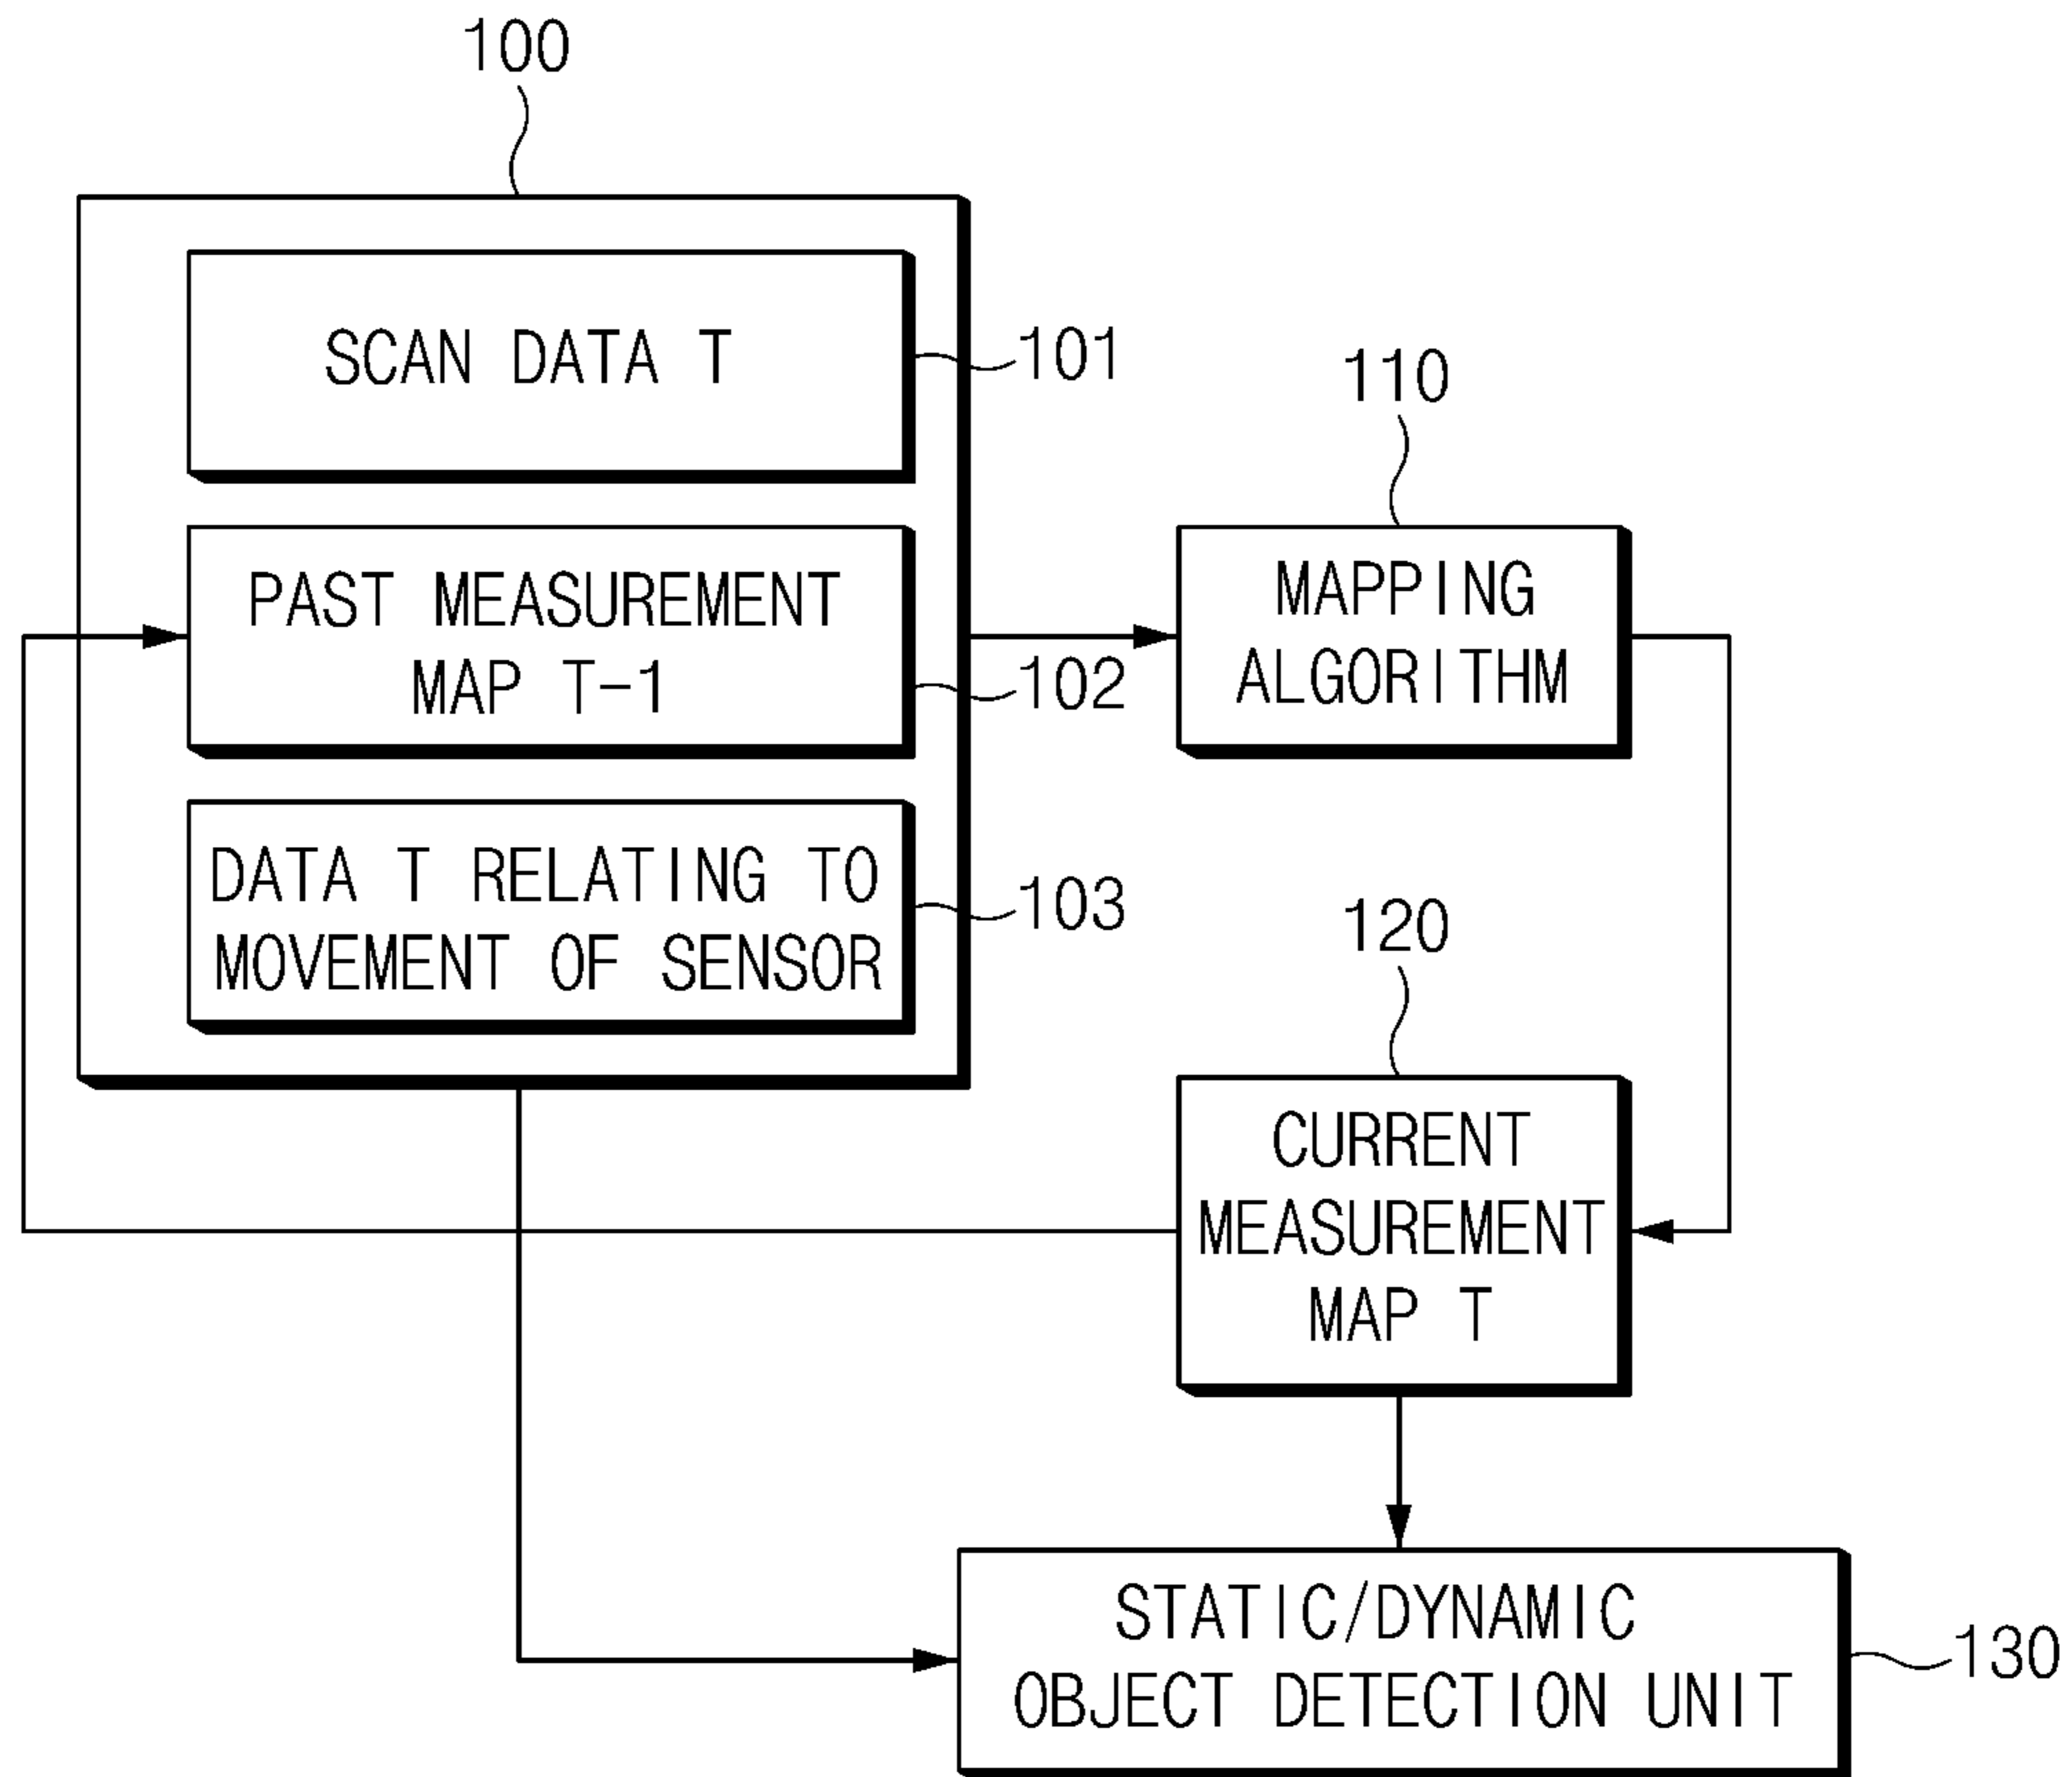 100
SCAN DATA T
101
PAST MEASUREMENT
MAP T-1
102
DATA T RELATING TO
MOVEMENT OF SENSOR
103
110
MAPPING
ALGORITHM
120
CURRENT
MEASUREMENT
MAP T
STATIC/DYNAMIC
OBJECT DETECTION UNIT
130